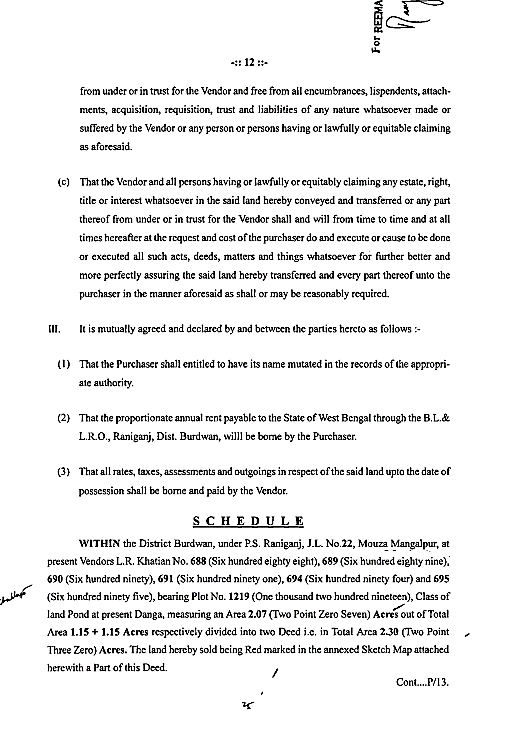 For REEMA
-:: 12 ::-
from under or in trust for the Vendor and free from all encumbrances, lispendents, attach-
ments, acquisition, requisition, trust and liabilities of any nature whatsoever made or
suffered by the Vendor or any person or persons having or lawfully or equitable claiming
as aforesaid.
(c) That the Vendor and all persons having or lawfully or equitably claiming any estate, right,
title or interest whatsoever in the said land hereby conveyed and transferred or any part
thereof from under or in trust for the Vendor shall and will from time to time and at all
times hereafter at the request and cost of the purchaser do and execute or cause to be done
or executed all such acts, deeds, matters and things whatsoever for further better and
more perfectly assuring the said land hereby transferred and every part thereof unto the
purchaser in the manner aforesaid as shall or may be reasonably required.
III. It is mutually agreed and declared by and between the parties hereto as follows :-
(1) That the Purchaser shall entitled to have its name mutated in the records of the appropri-
ate authority.
(2) That the proportionate annual rent payable to the State of West Bengal through the B.L.&
L.R.O., Raniganj, Dist. Burdwan, willl be borne by the Purchaser.
(3) That all rates, taxes, assessments and outgoings in respect of the said land upto the date of
possession shall be borne and paid by the Vendor.
SCHEDULE
WITHIN the District Burdwan, under P.S. Raniganj, J.L. No.22, Mouza Mangalpur, at
present Vendors L.R. Khatian No. 688 (Six hundred eighty eight), 689 (Six hundred eighty nine),
690 (Six hundred ninety), 691 (Six hundred ninety one), 694 (Six hundred ninety four) and 695
(Six hundred ninety five), bearing Plot No. 1219 (One thousand two hundred nineteen), Class of
land Pond at present Danga, measuring an Area 2.07 (Two Point Zero Seven) Acres out of Total
Area 1.15 + 1.15 Acres respectively divided into two Deed i.e. in Total Area 2.30 (Two Point
Three Zero) Acres. The land hereby sold being Red marked in the annexed Sketch Map attached
herewith a Part of this Deed.
Cont....P/13.